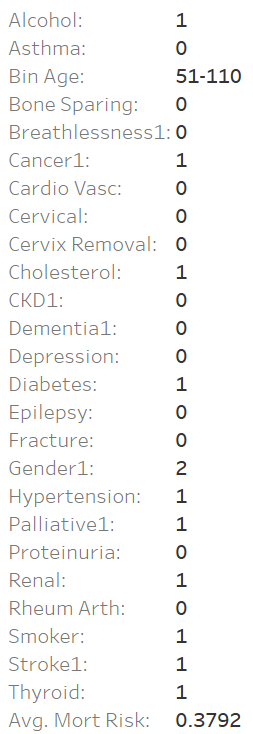 Alcohol: 1
Asthma: 0
Bin Age: 51-110
Bone Sparing: 0
Breathlessness1: 0
Cancer1: 1
Cardio Vasc: 0
Cervical: 0
Cervix Removal: 0
Cholesterol: 1
CKD1: 0
Dementia1: 0
Depression: 0
Diabetes: 1
Epilepsy: 0
Fracture: 0
Gender1: 2
Hypertension: 1
Palliative1: 1
Proteinuria: 0
Renal: 1
Rheum Arth: 0
Smoker: 1
Stroke1: 1
Thyroid: 1
Avg. Mort Risk: 0.3792